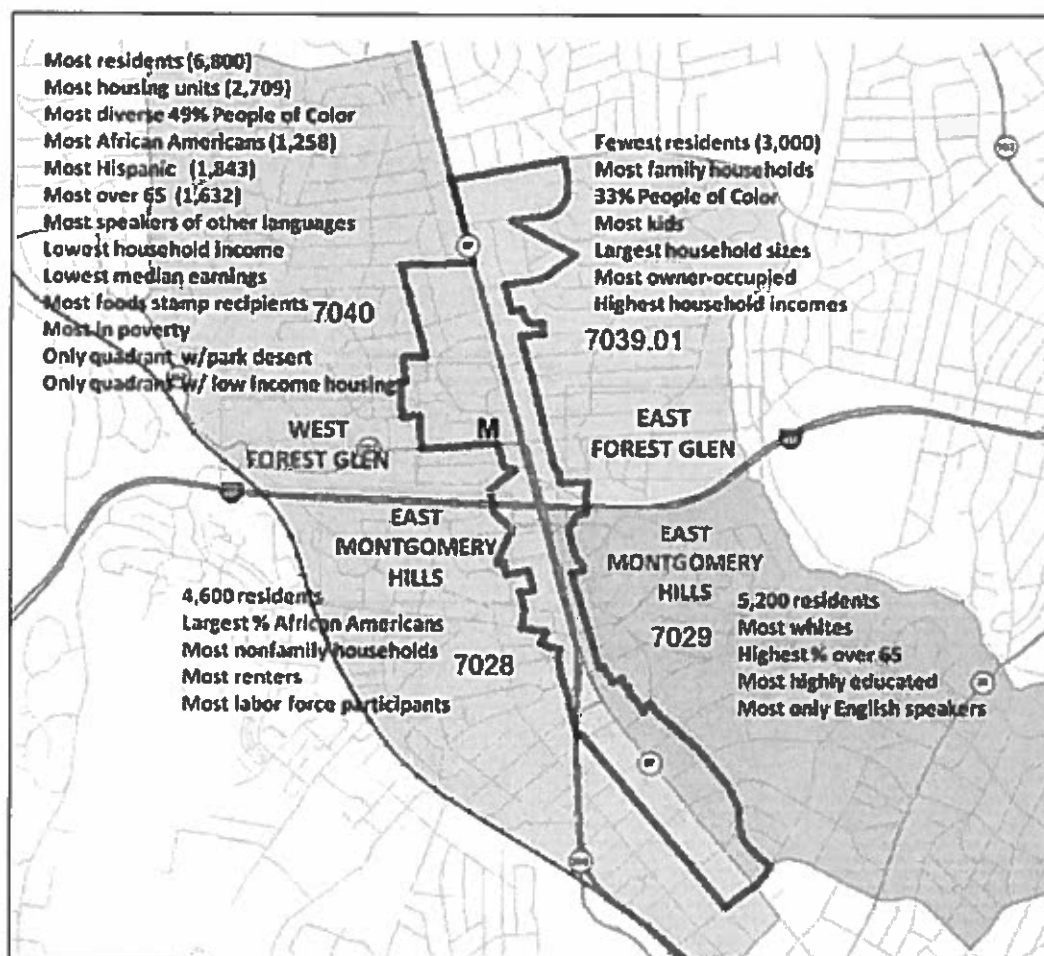 Most residents (6,800)
Most housing units (2,709)
Most diverse 49% People of Color
Most African Americans (1,258)
Most Hispanic (1,843)
Most over 65 (1,632)
Most speakers of other languages
Lowest household income
Lowest median earnings
Most foods stamp recipients
7040
Most in poverty
Only quadrant w/park desert
Only quadrant w/ low income housing
Fewest residents (3,000)
Most family households
33% People of Color
Most kids
Largest household sizes
Most owner-occupied
Highest household incomes
7039.01
WEST
FOREST GLEN
M
EAST
FOREST GLEN
97
EAST
MONTGOMERY
HILLS
4,600 residents
Largest % African Americans
Most nonfamily households
Most renters
Most labor force participants
7028
EAST
MONTGOMERY
HILLS
7029
5,200 residents
Most whites
Highest % over 65
Most highly educated
Most only English speakers
97